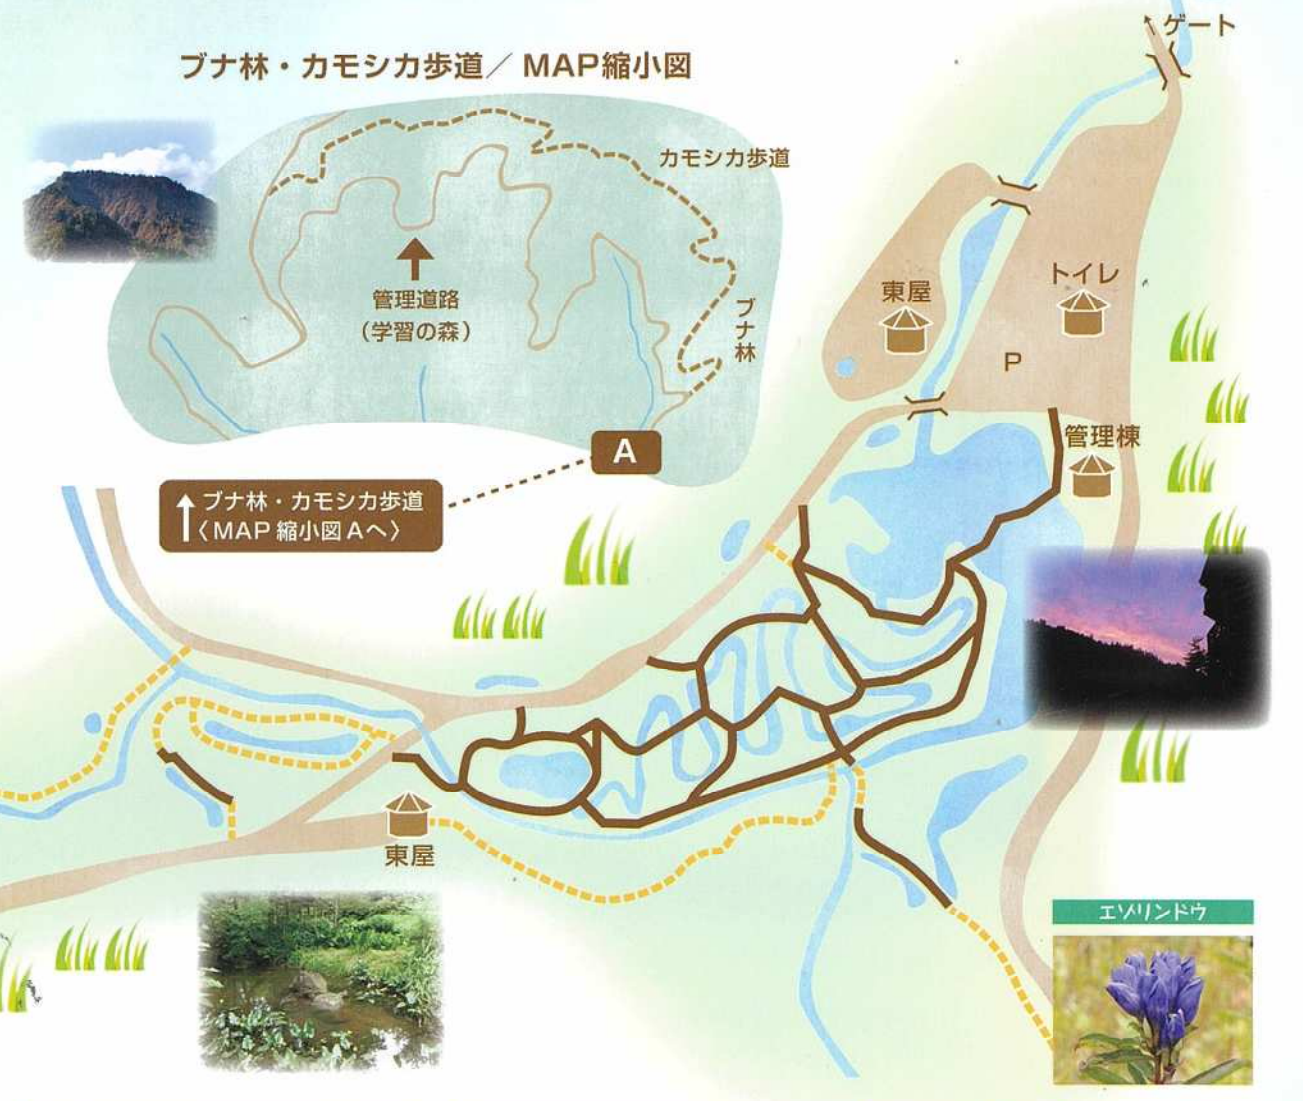 ゲート
ブナ林・カモシカ歩道／MAP縮小図
カモシカ歩道
管理道路
(学習の森)
ブナ林
トイレ
東屋
P
管理棟
A
ブナ林・カモシカ歩道
〈MAP縮小図Aへ〉
東屋
エゾリンドウ